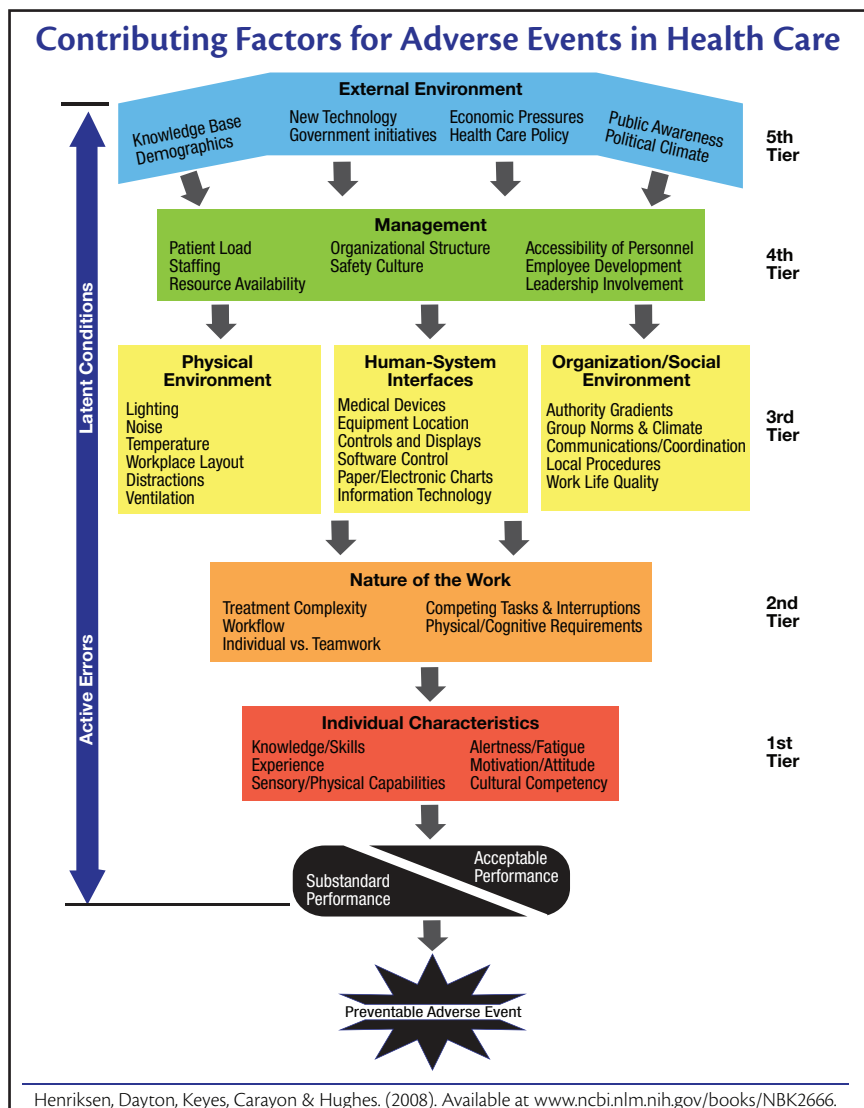 Contributing Factors for Adverse Events in Health Care
External Environment
Knowledge Base
Demographics
New Technology
Government initiatives
Economic Pressures
Health Care Policy
Public Awareness
Political Climate
5th
Tier
Management
Patient Load
Staffing
Resource Availability
Organizational Structure
Safety Culture
Accessibility of Personnel
Employee Development
Leadership Involvement
4th
Tier
Latent Conditions
Physical
Environment
Lighting
Noise
Temperature
Workplace Layout
Distractions
Ventilation
Human-System
Interfaces
Medical Devices
Equipment Location
Controls and Displays
Software Control
Paper/Electronic Charts
Information Technology
Organization/Social
Environment
Authority Gradients
Group Norms & Climate
Communications/Coordination
Local Procedures
Work Life Quality
3rd
Tier
Nature of the Work
Treatment Complexity
Workflow
Individual vs. Teamwork
Competing Tasks & Interruptions
Physical/Cognitive Requirements
2nd
Tier
Active Errors
Individual Characteristics
Knowledge/Skills
Experience
Sensory/Physical Capabilities
Alertness/Fatigue
Motivation/Attitude
Cultural Competency
1st
Tier
Substandard
Performance
Acceptable
Performance
Preventable Adverse Event
Henriksen, Dayton, Keyes, Carayon & Hughes. (2008). Available at www.ncbi.nlm.nih.gov/books/NBK2666.